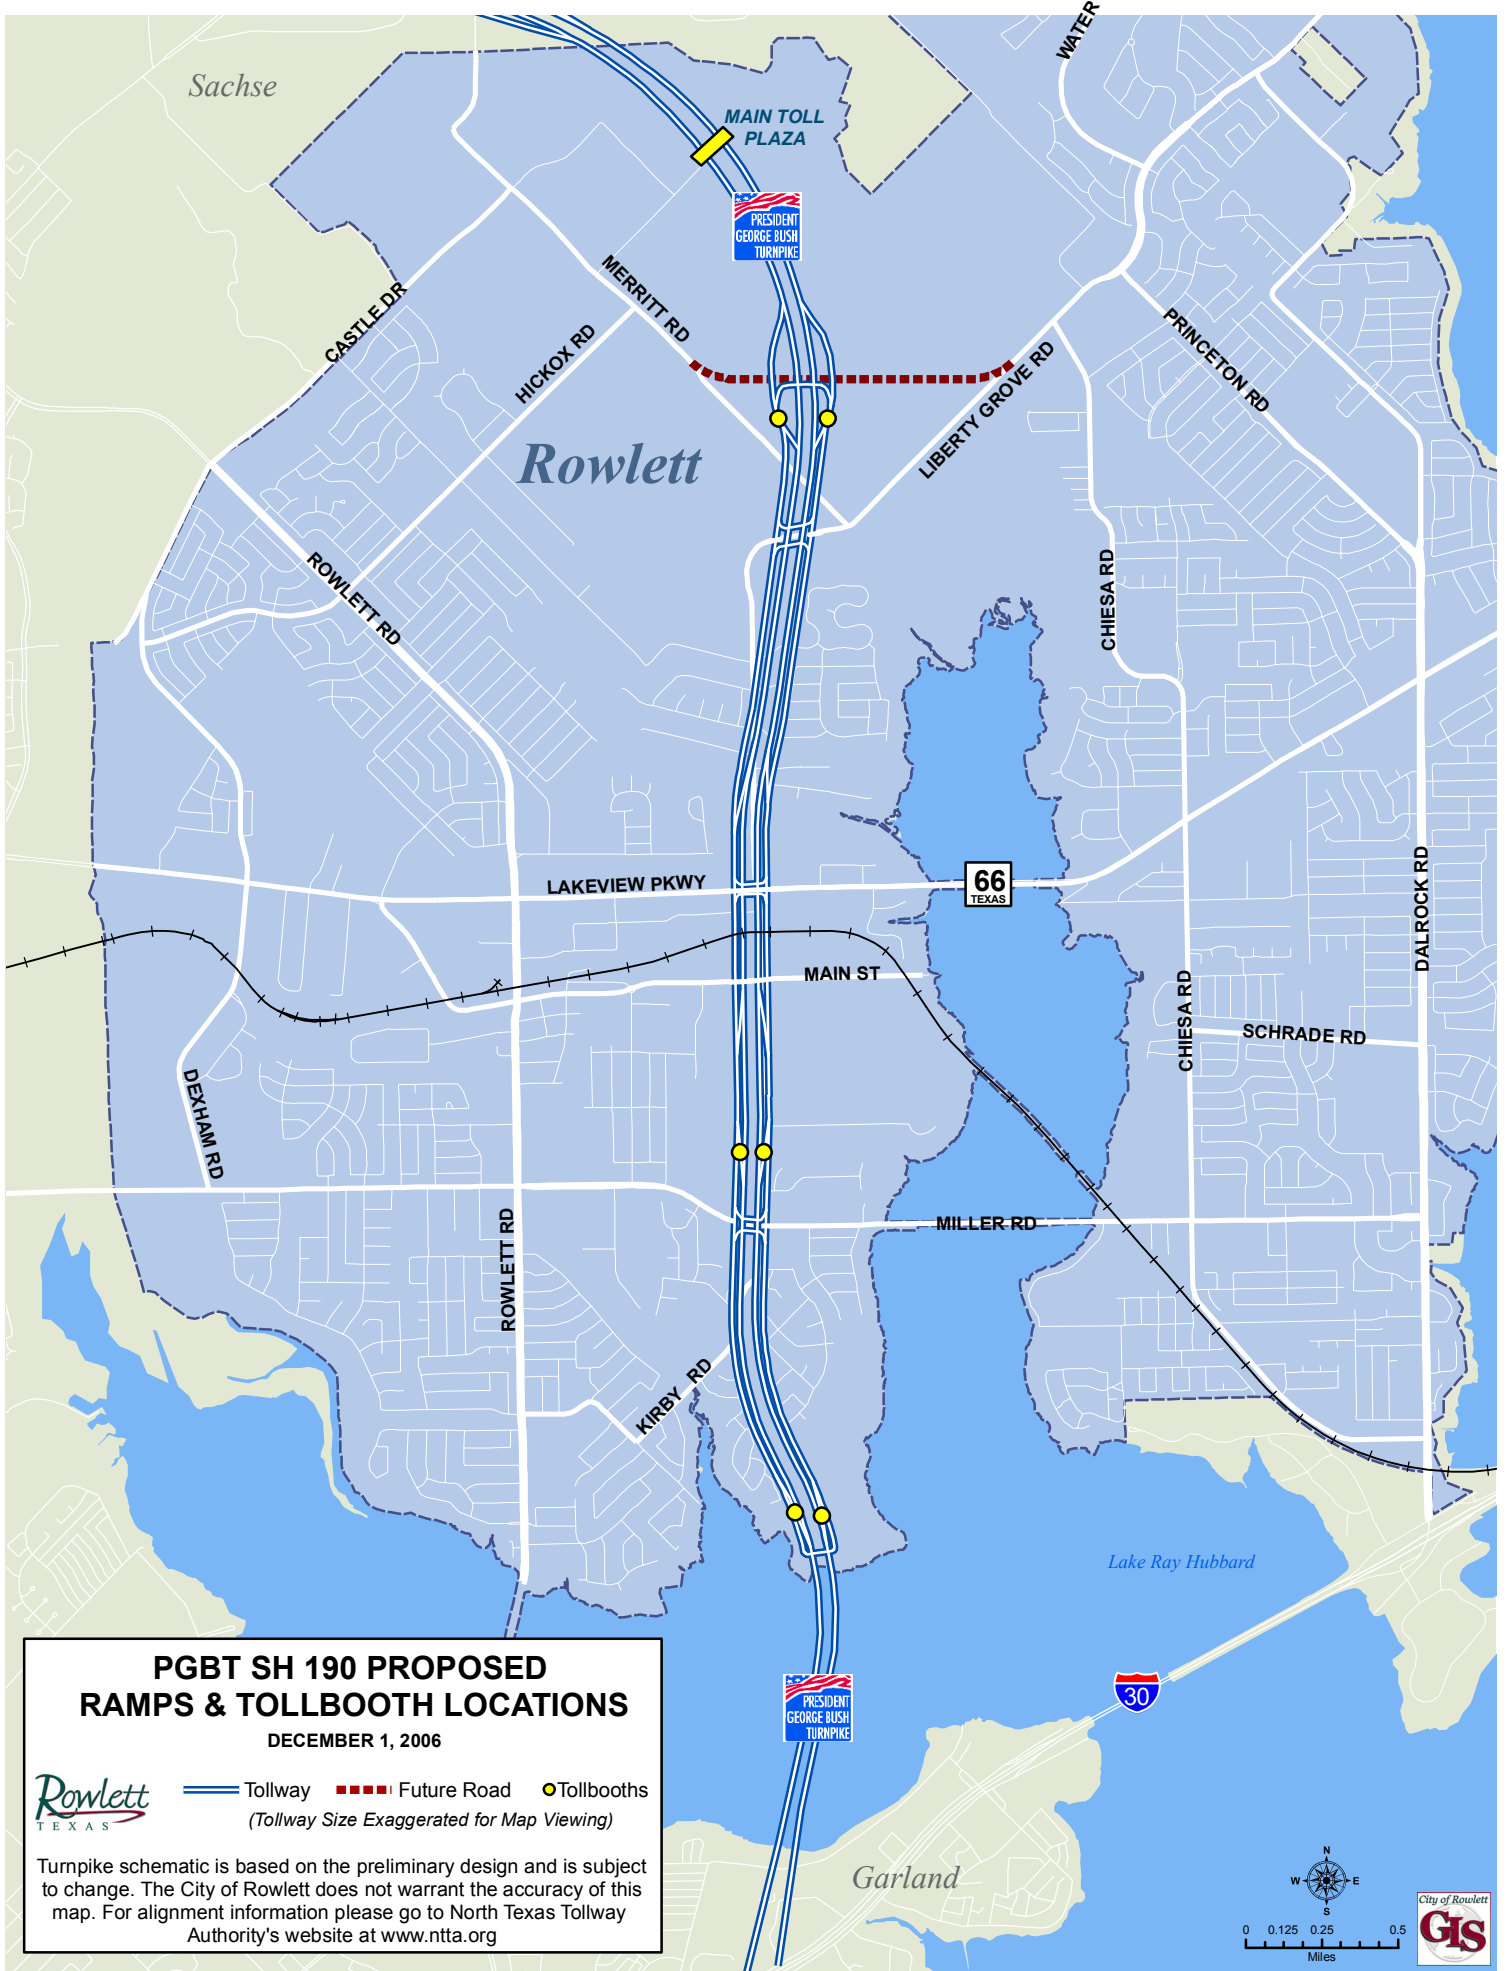 WATER
Sachse
MAIN TOLL
PLAZA
PRESIDENT
GEORGE BUSH
TURNPIKE
MERRITT RD
CASTLE DR
HICKOX RD
PRINCETON RD
LIBERTY GROVE RD
Rowlett
ROWLETT RD
CHIESA RD
LAKEVIEW PKWY
66
TEXAS
DALROCK RD
MAIN ST
CHIESA RD
SCHRADE RD
DEXHAM RD
MILLER RD
ROWLETT RD
KIRBY RD
Lake Ray Hubbard
PRESIDENT
GEORGE BUSH
TURNPIKE
30
Garland
PGBT SH 190 PROPOSED
RAMPS & TOLLBOOTH LOCATIONS
DECEMBER 1, 2006
Rowlett
TEXAS
Tollway
Future Road
Tollbooths
(Tollway Size Exaggerated for Map Viewing)
Turnpike schematic is based on the preliminary design and is subject
to change. The City of Rowlett does not warrant the accuracy of this
map. For alignment information please go to North Texas Tollway
Authority's website at www.ntta.org
N
W E
S
0 0.125 0.25 0.5
Miles
City of Rowlett
GIS